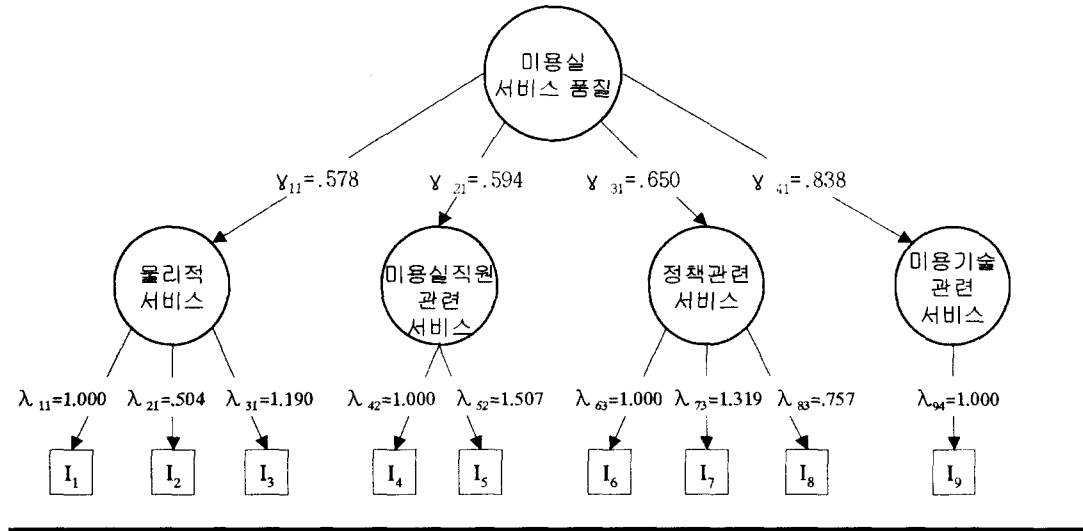 미용실
서비스 품질
γ₁₁=.578
γ₂₁=.594
γ₃₁=.650
γ₄₁=.838
물리적
서비스
미용실직원
관련
서비스
정책관련
서비스
미용기술
관련
서비스
λ₁₁=1.000
λ₂₁=.504
λ₃₁=1.190
λ₄₂=1.000
λ₅₂=1.507
λ₆₃=1.000
λ₇₃=1.319
λ₈₃=.757
λ₉₄=1.000
I₁
I₂
I₃
I₄
I₅
I₆
I₇
I₈
I₉